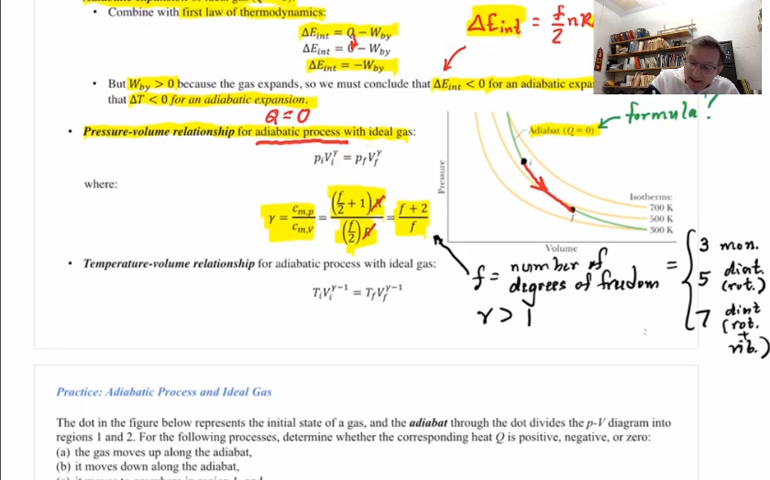 • Combine with first law of thermodynamics:
ΔE_int = Q − W_by
ΔE_int = 0 − W_by
ΔE_int = −W_by
ΔE_int = f/2 nR
• But W_by > 0 because the gas expands, so we must conclude that ΔE_int < 0 for an adiabatic expa
that ΔT < 0 for an adiabatic expansion.
Q = 0
formula?
• Pressure-volume relationship for adiabatic process with ideal gas:
p_iV_i^γ = p_fV_f^γ
where:
γ = C_m,p / C_m,V = (f/2 + 1)R / (f/2)R = f + 2 / f
Adiabat (Q = 0)
i
f
Pressure
Isotherms:
700 K
500 K
300 K
Volume
f = number of degrees of freedom = { 3 mon.
5 diat. (rot.)
7 diat (rot. + vib.)
γ > 1
• Temperature-volume relationship for adiabatic process with ideal gas:
T_iV_i^γ−1 = T_fV_f^γ−1
2
Practice: Adiabatic Process and Ideal Gas
The dot in the figure below represents the initial state of a gas, and the adiabat through the dot divides the p-V diagram into
regions 1 and 2. For the following processes, determine whether the corresponding heat Q is positive, negative, or zero:
(a) the gas moves up along the adiabat,
(b) it moves down along the adiabat,